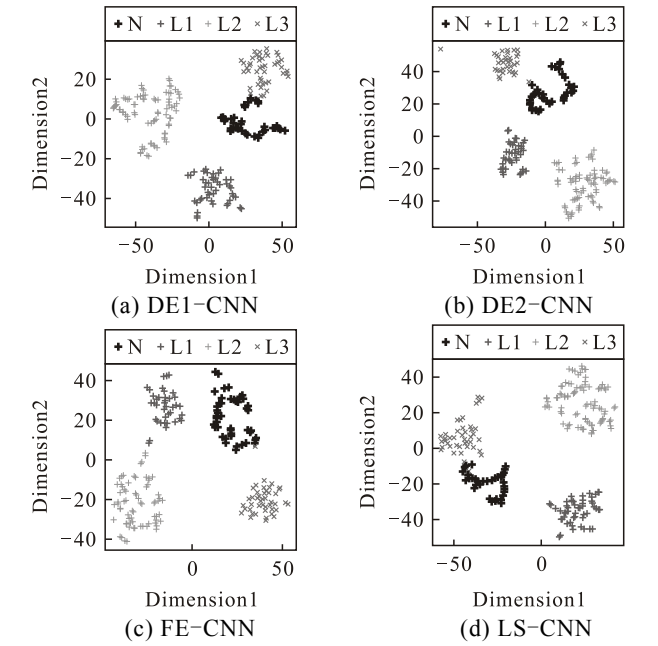 N L1 L2 L3
N L1 L2 L3
Dimension2
20
0
−20
−40
−50 0 50
Dimension1
(a) DE1−CNN
Dimension2
40
20
0
−20
−40
−50 0 50
Dimension1
(b) DE2−CNN
N L1 L2 L3
N L1 L2 L3
Dimension2
40
20
0
−20
−40
0 50
Dimension1
(c) FE−CNN
Dimension2
40
20
0
−20
−40
−50 0
Dimension1
(d) LS−CNN